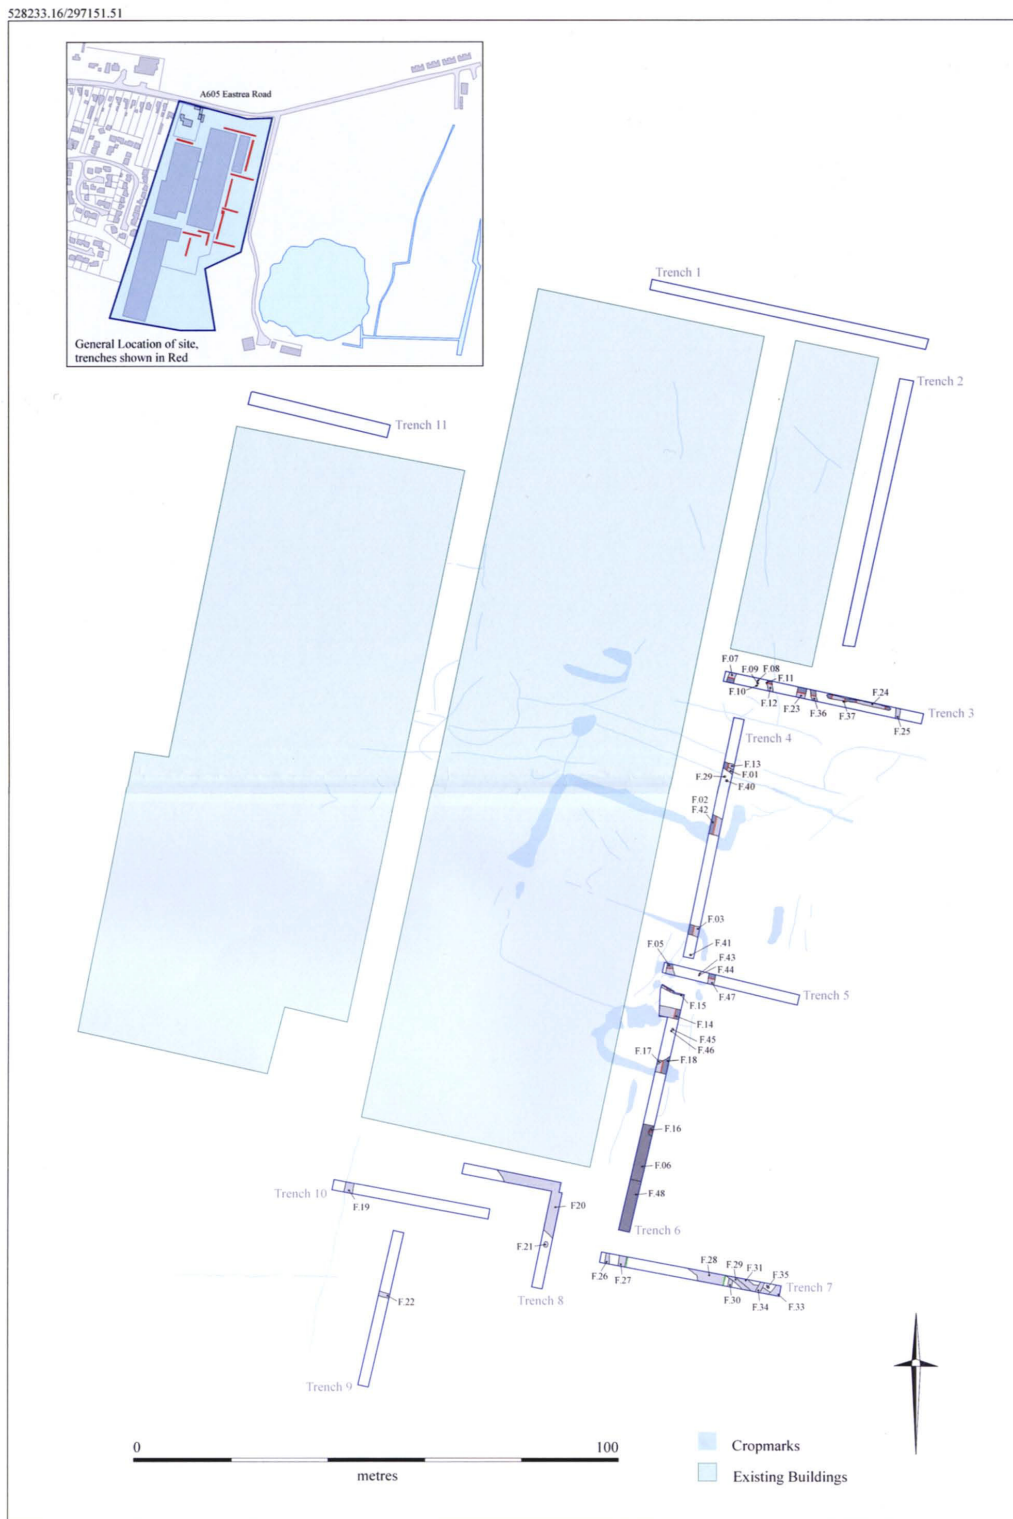 528233.16/297151.51
A605 Eastrea Road
General Location of site,
trenches shown in Red
Trench 1
Trench 2
Trench 11
F.07
F.09
F.08
F.11
F.10
F.12
F.23
F.36
F.37
F.24
F.25
Trench 3
Trench 4
F.13
F.01
F.29
F.40
F.02
F.42
F.03
F.41
F.05
F.43
F.44
F.47
Trench 5
F.15
F.14
F.45
F.46
F.17
F.18
F.16
F.06
F.48
Trench 6
Trench 10
F.19
F20
F.21
Trench 8
F.22
Trench 9
F.26
F.27
F.28
F.29
F.31
F.35
F.30
F.34
F.33
Trench 7
0
100
metres
Cropmarks
Existing Buildings